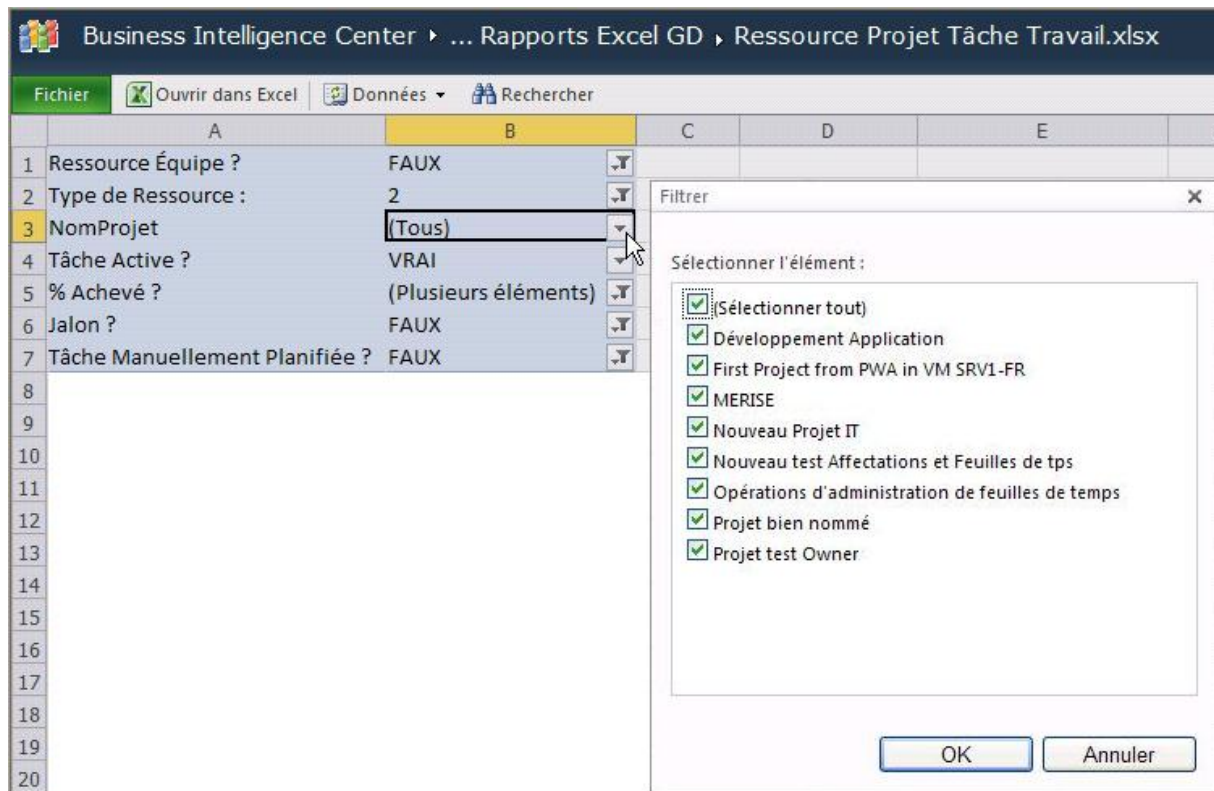 Business Intelligence Center ▸ ... Rapports Excel GD ▸ Ressource Projet Tâche Travail.xlsx
Fichier Ouvrir dans Excel Données Rechercher
A B C D E
1 Ressource Équipe ? FAUX
2 Type de Ressource : 2
3 NomProjet (Tous)
4 Tâche Active ? VRAI
5 % Achevé ? (Plusieurs éléments)
6 Jalon ? FAUX
7 Tâche Manuellement Planifiée ? FAUX
8
9
10
11
12
13
14
15
16
17
18
19
20
Filtrer
Sélectionner l'élément :
(Sélectionner tout)
Développement Application
First Project from PWA in VM SRV1-FR
MERISE
Nouveau Projet IT
Nouveau test Affectations et Feuilles de tps
Opérations d'administration de feuilles de temps
Projet bien nommé
Projet test Owner
OK Annuler